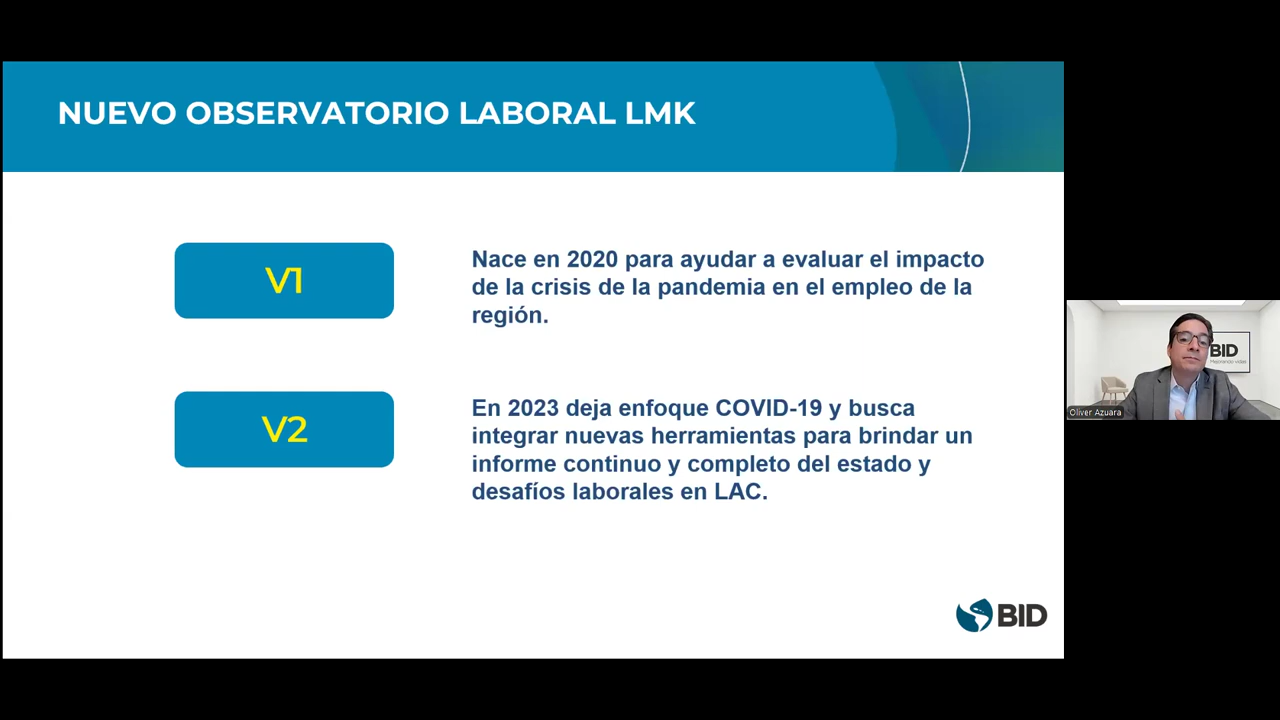 NUEVO OBSERVATORIO LABORAL LMK
V1
Nace en 2020 para ayudar a evaluar el impacto
de la crisis de la pandemia en el empleo de la
región.
V2
En 2023 deja enfoque COVID-19 y busca
integrar nuevas herramientas para brindar un
informe continuo y completo del estado y
desafíos laborales en LAC.
BID
BID
Mejorando vidas
Oliver Azuara